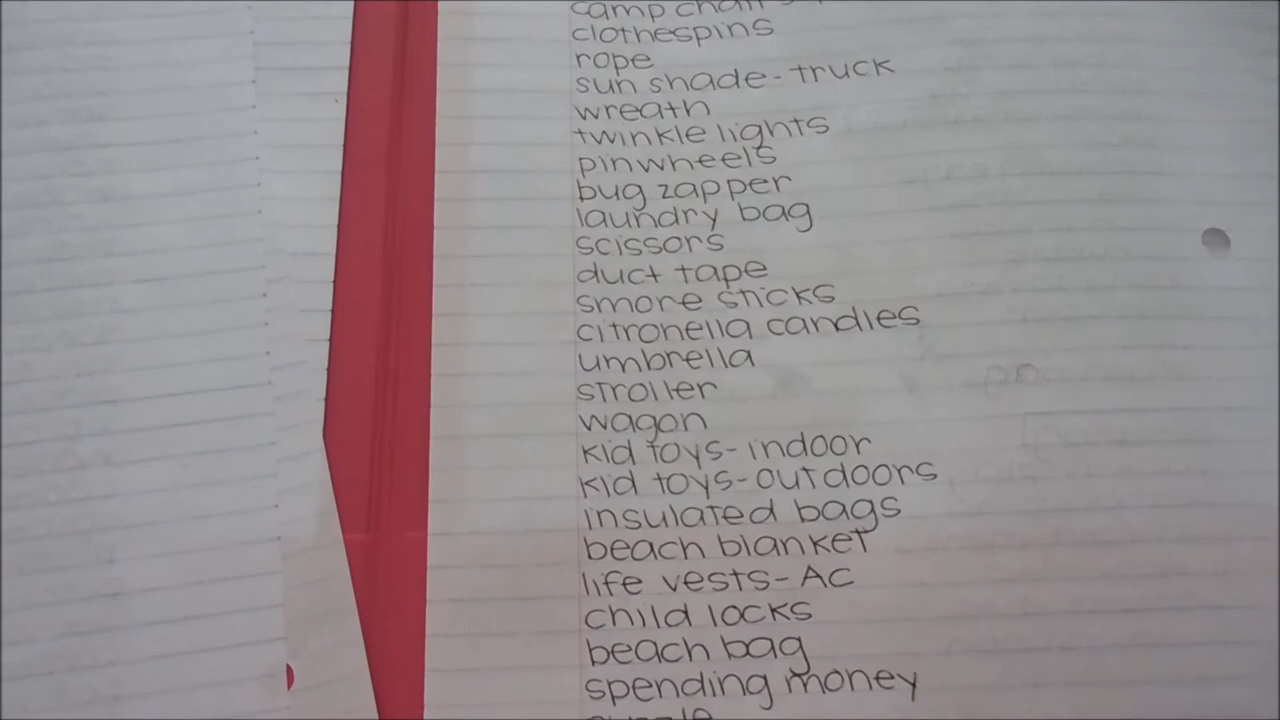 camp chair
clothespins
rope
sun shade-truck
wreath
twinkle lights
pinwheels
bug zapper
laundry bag
scissors
duct tape
smore sticks
citronella candles
umbrella
stroller
wagon
kid toys-indoor
kid toys-outdoors
insulated bags
beach blanket
life vests-AC
child locks
beach bag
spending money